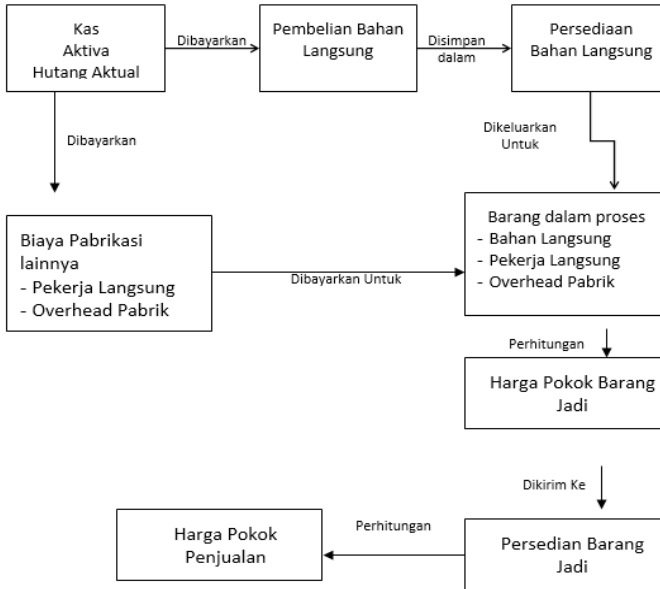 Kas
Aktiva
Hutang Aktual
Dibayarkan
Pembelian Bahan
Langsung
Disimpan
dalam
Persediaan
Bahan Langsung
Dibayarkan
Dikeluarkan
Untuk
Biaya Pabrikasi
lainnya
- Pekerja Langsung
- Overhead Pabrik
Dibayarkan Untuk
Barang dalam proses
- Bahan Langsung
- Pekerja Langsung
- Overhead Pabrik
Perhitungan
Harga Pokok Barang
Jadi
Dikirim Ke
Harga Pokok
Penjualan
Perhitungan
Persedian Barang
Jadi